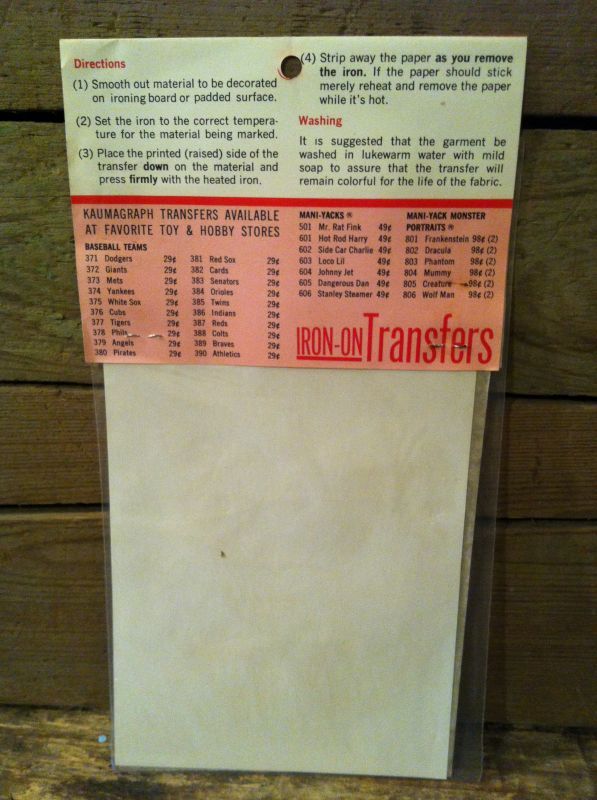 Directions
(1) Smooth out material to be decorated
on ironing board or padded surface.
(2) Set the iron to the correct tempera-
ture for the material being marked.
(3) Place the printed (raised) side of the
transfer down on the material and
press firmly with the heated iron.
(4) Strip away the paper as you remove
the iron. If the paper should stick
merely reheat and remove the paper
while it's hot.
Washing
It is suggested that the garment be
washed in lukewarm water with mild
soap to assure that the transfer will
remain colorful for the life of the fabric.
KAUMAGRAPH TRANSFERS AVAILABLE
AT FAVORITE TOY & HOBBY STORES
BASEBALL TEAMS
371 Dodgers 29¢
372 Giants 29¢
373 Mets 29¢
374 Yankees 29¢
375 White Sox 29¢
376 Cubs 29¢
377 Tigers 29¢
378 Phils 29¢
379 Angels 29¢
380 Pirates 29¢
381 Red Sox 29¢
382 Cards 29¢
383 Senators 29¢
384 Orioles 29¢
385 Twins 29¢
386 Indians 29¢
387 Reds 29¢
388 Colts 29¢
389 Braves 29¢
390 Athletics 29¢
MANI-YACKS ®
501 Mr. Rat Fink 49¢
601 Hot Rod Harry 49¢
602 Side Car Charlie 49¢
603 Loco Lil 49¢
604 Johnny Jet 49¢
605 Dangerous Dan 49¢
606 Stanley Steamer 49¢
MANI-YACK MONSTER
PORTRAITS ®
801 Frankenstein 98¢ (2)
802 Dracula 98¢ (2)
803 Phantom 98¢ (2)
804 Mummy 98¢ (2)
805 Creature 98¢ (2)
806 Wolf Man 98¢ (2)
IRON-ON Transfers